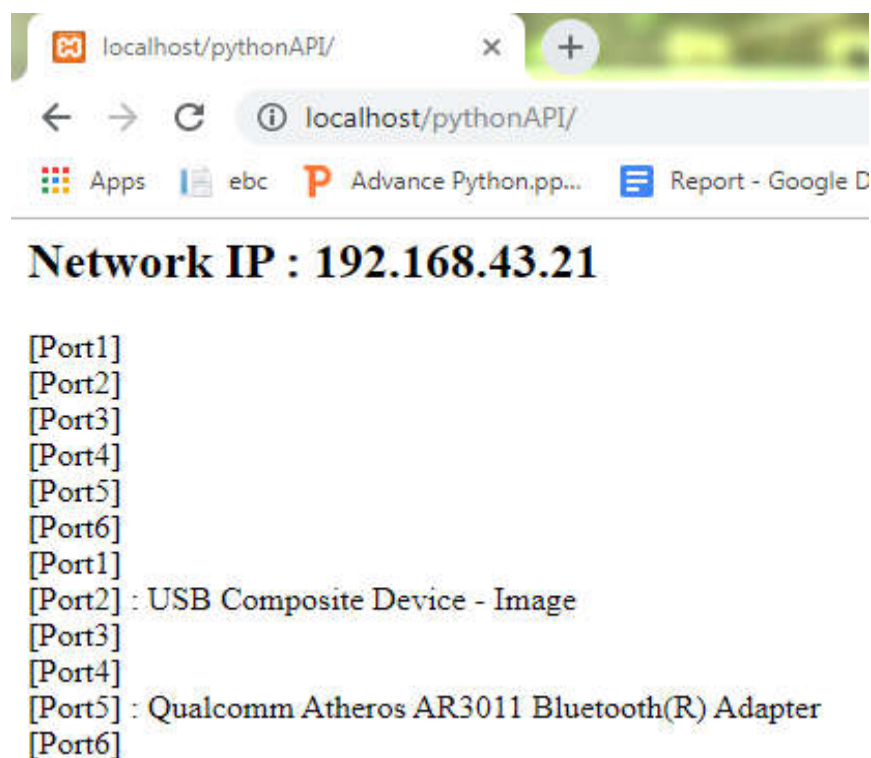 localhost/pythonAPI/
localhost/pythonAPI/
Apps ebc Advance Python.pp... Report - Google D
Network IP : 192.168.43.21
[Port1]
[Port2]
[Port3]
[Port4]
[Port5]
[Port6]
[Port1]
[Port2] : USB Composite Device - Image
[Port3]
[Port4]
[Port5] : Qualcomm Atheros AR3011 Bluetooth(R) Adapter
[Port6]